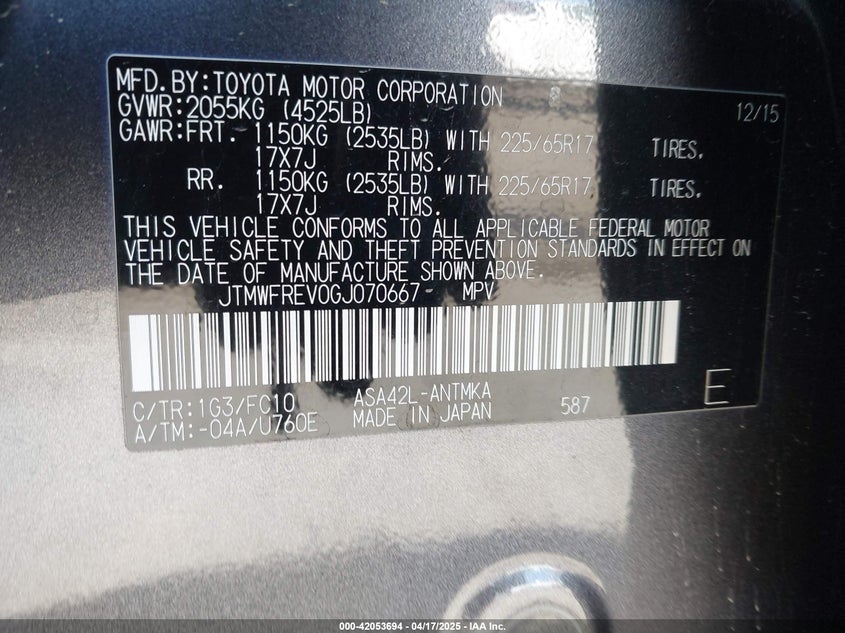 MFD.BY:TOYOTA MOTOR CORPORATION 12/15
GVWR:2055KG (4525LB)
GAWR:FRT. 1150KG (2535LB) WITH 225/65R17 TIRES.
17X7J RIMS.
RR. 1150KG (2535LB) WITH 225/65R17 TIRES.
17X7J RIMS.
THIS VEHICLE CONFORMS TO ALL APPLICABLE FEDERAL MOTOR
VEHICLE SAFETY AND THEFT PREVENTION STANDARDS IN EFFECT ON
THE DATE OF MANUFACTURE SHOWN ABOVE.
JTMWFREV0GJ070667 MPV
C/TR:1G3/FC10 ASA42L-ANTMKA
A/TM:-04A/U760E MADE IN JAPAN 587 E
000-42053694 - 04/17/2025 - IAA Inc.